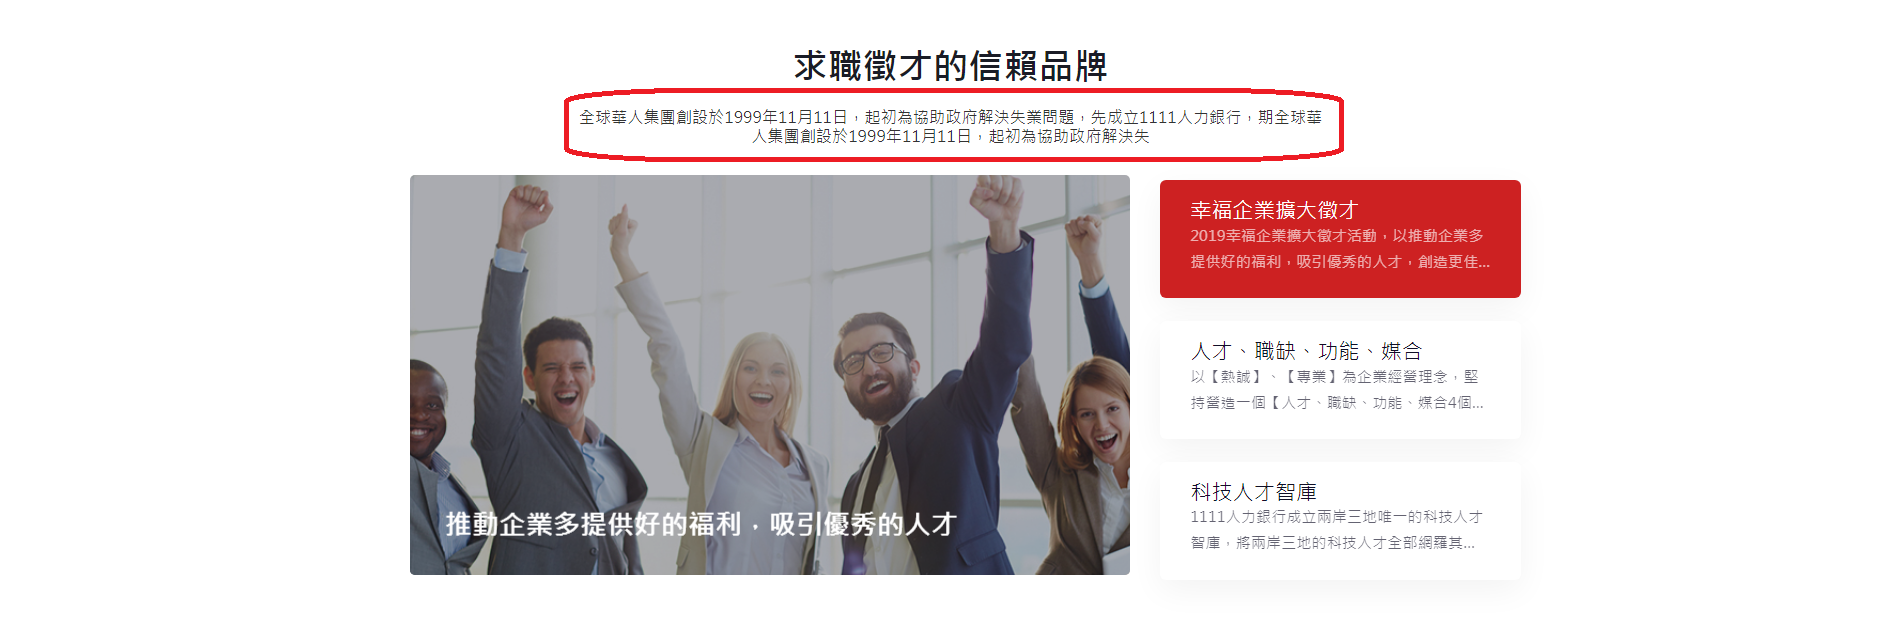 求職徵才的信賴品牌
全球華人集團創設於1999年11月11日，起初為協助政府解決失業問題，先成立1111人力銀行，期全球華
人集團創設於1999年11月11日，起初為協助政府解決失
推動企業多提供好的福利，吸引優秀的人才
幸福企業擴大徵才
2019幸福企業擴大徵才活動，以推動企業多
提供好的福利，吸引優秀的人才，創造更佳...
人才、職缺、功能、媒合
以【熱誠】、【專業】為企業經營理念，堅
持營造一個【人才、職缺、功能、媒合4個...
科技人才智庫
1111人力銀行成立兩岸三地唯一的科技人才
智庫，將兩岸三地的科技人才全部網羅其...